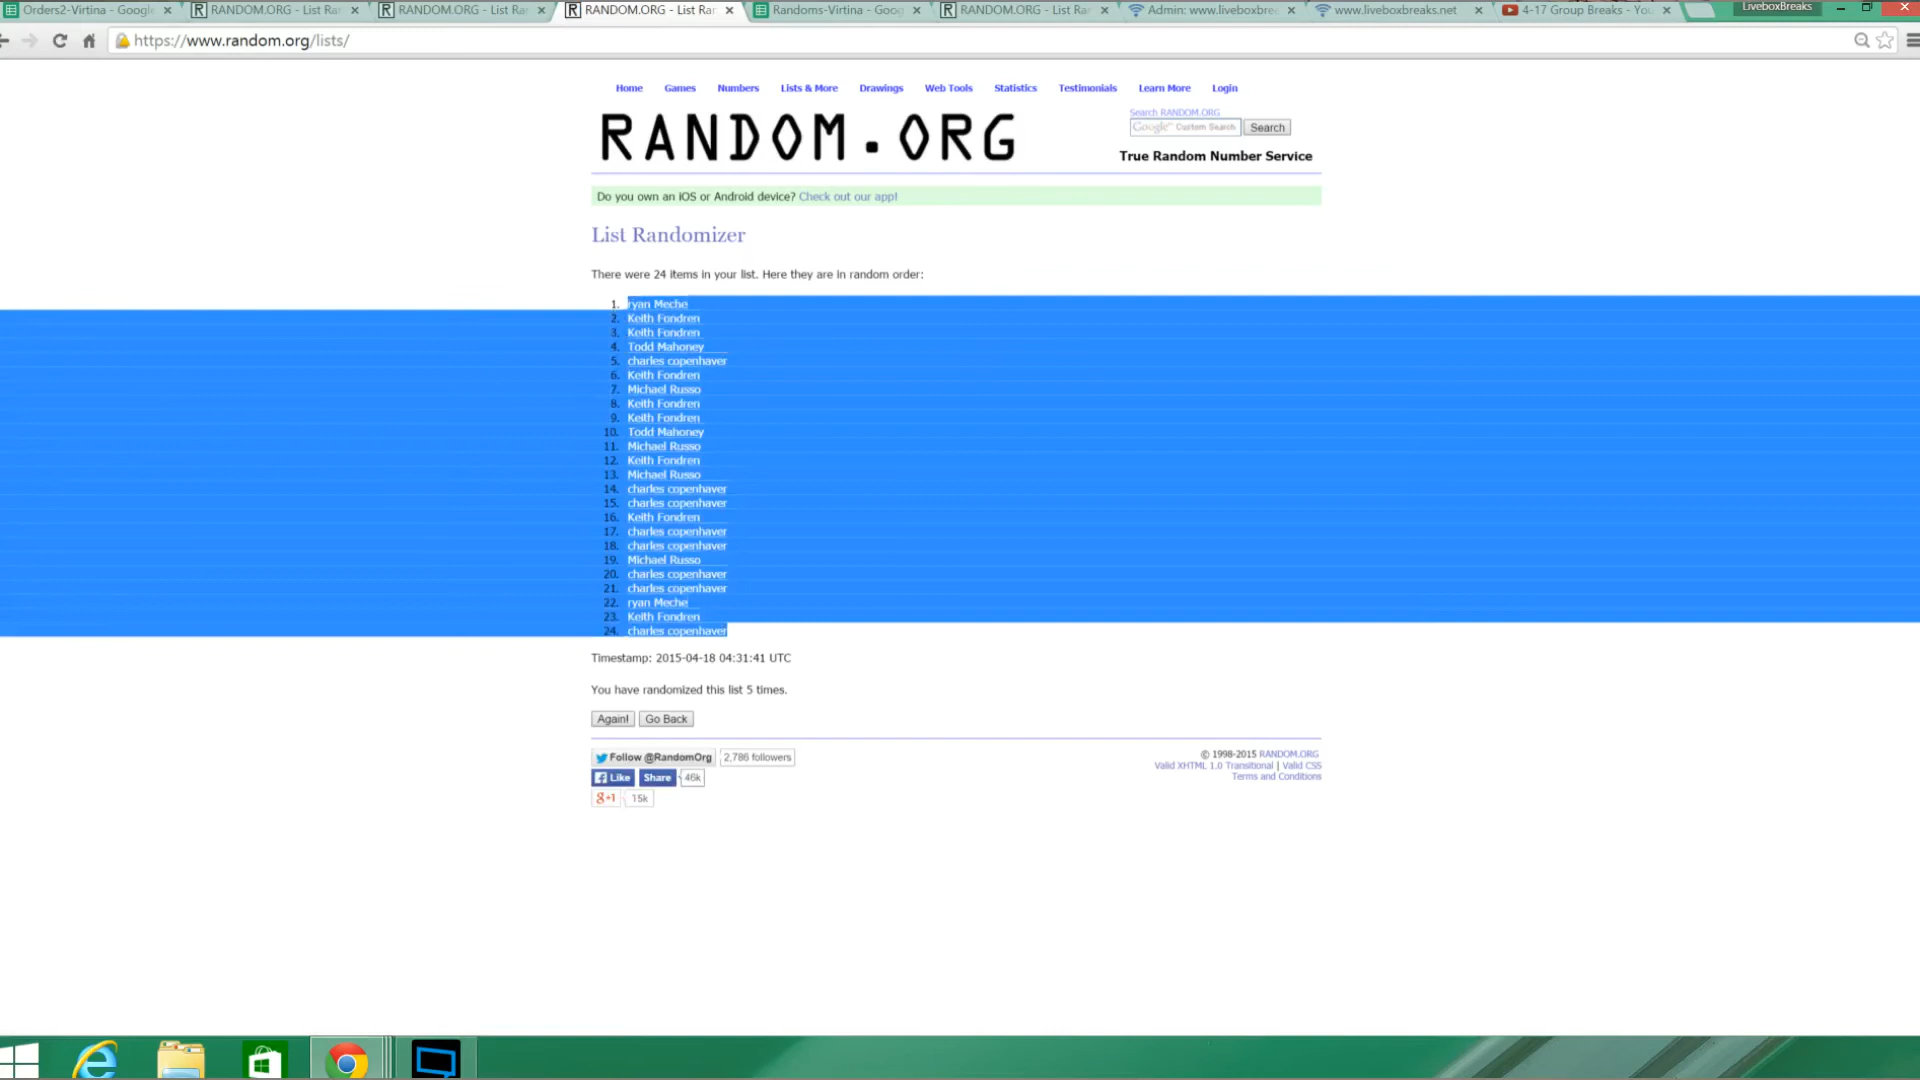 Orders2-Virtina - Google
RANDOM.ORG - List Ra
RANDOM.ORG - List Ra
RANDOM.ORG - List Ra
Randoms-Virtina - Goog
RANDOM.ORG - List Ra
Admin: www.liveboxbre
www.liveboxbreaks.net
4-17 Group Breaks - You
LiveboxBreaks
https://www.random.org/lists/
Home Games Numbers Lists & More Drawings Web Tools Statistics Testimonials Learn More Login
RANDOM.ORG
Search RANDOM.ORG
Google™ Custom Search Search
True Random Number Service
Do you own an iOS or Android device? Check out our app!
List Randomizer
There were 24 items in your list. Here they are in random order:
1. ryan Meche
2. Keith Fondren
3. Keith Fondren
4. Todd Mahoney
5. charles copenhaver
6. Keith Fondren
7. Michael Russo
8. Keith Fondren
9. Keith Fondren
10. Todd Mahoney
11. Michael Russo
12. Keith Fondren
13. Michael Russo
14. charles copenhaver
15. charles copenhaver
16. Keith Fondren
17. charles copenhaver
18. charles copenhaver
19. Michael Russo
20. charles copenhaver
21. charles copenhaver
22. ryan Meche
23. Keith Fondren
24. charles copenhaver
Timestamp: 2015-04-18 04:31:41 UTC
You have randomized this list 5 times.
Again! Go Back
Follow @RandomOrg 2,786 followers
Like Share 46k
g+1 15k
© 1998-2015 RANDOM.ORG
Valid XHTML 1.0 Transitional | Valid CSS
Terms and Conditions